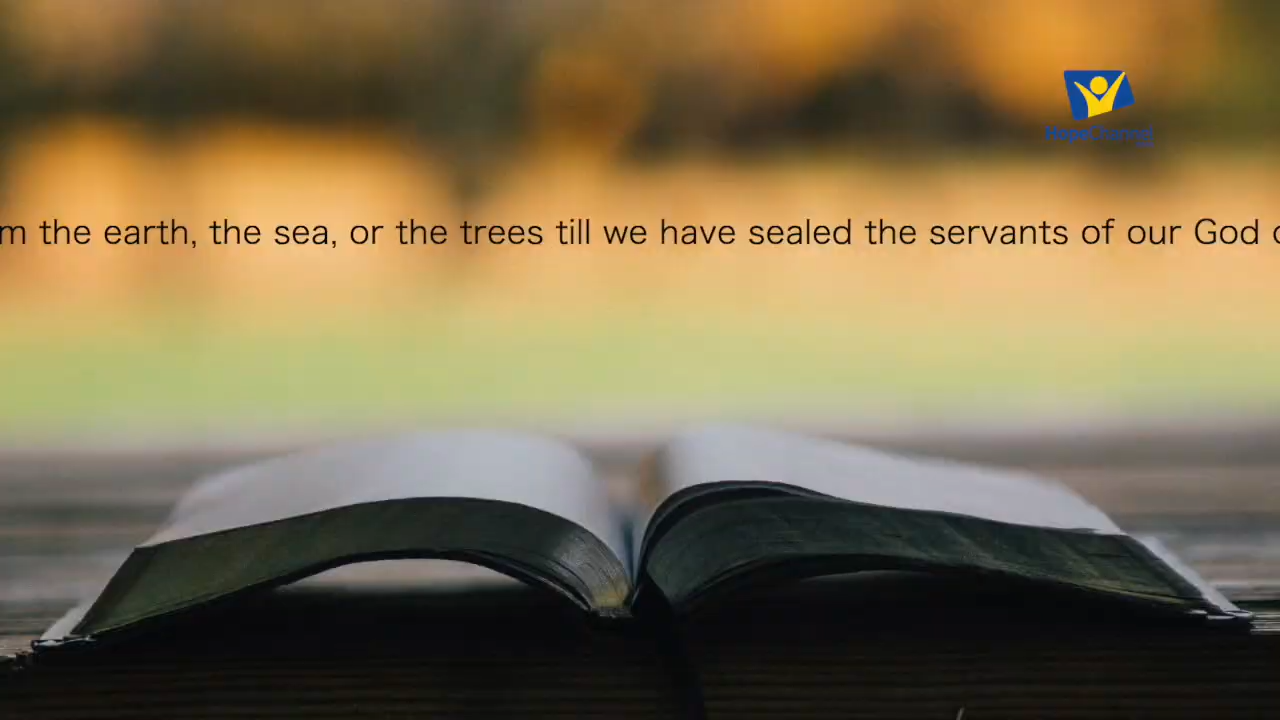 HopeChannel
the earth, the sea, or the trees till we have sealed the servants of our God